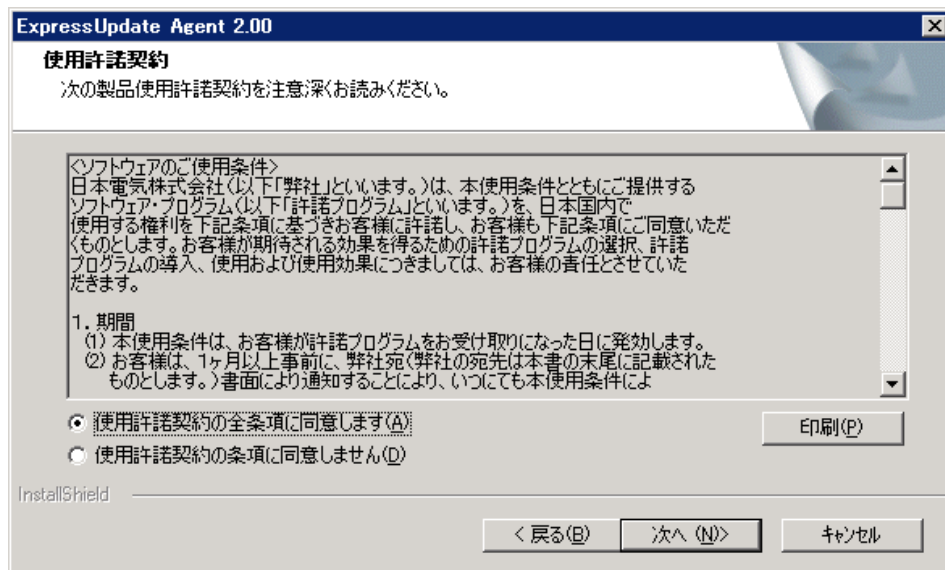 ExpressUpdate Agent 2.00
使用許諾契約
次の製品使用許諾契約を注意深くお読みください。
<ソフトウェアのご使用条件>
日本電気株式会社(以下「弊社」といいます。)は、本使用条件とともにご提供する
ソフトウェア・プログラム(以下「許諾プログラム」といいます。)を、日本国内で
使用する権利を下記条項に基づきお客様に許諾し、お客様も下記条項にご同意いただ
くものとします。お客様が期待される効果を得るための許諾プログラムの選択、許諾
プログラムの導入、使用および使用効果につきましては、お客様の責任とさせていた
だきます。
1. 期間
(1) 本使用条件は、お客様が許諾プログラムをお受け取りになった日に発効します。
(2) お客様は、1ヶ月以上事前に、弊社宛(弊社の宛先は本書の末尾に記載された
ものとします。)書面により通知することにより、いつにても本使用条件によ
使用許諾契約の全条項に同意します(A)
印刷(P)
使用許諾契約の条項に同意しません(D)
InstallShield
< 戻る(B)
次へ (N)>
キャンセル